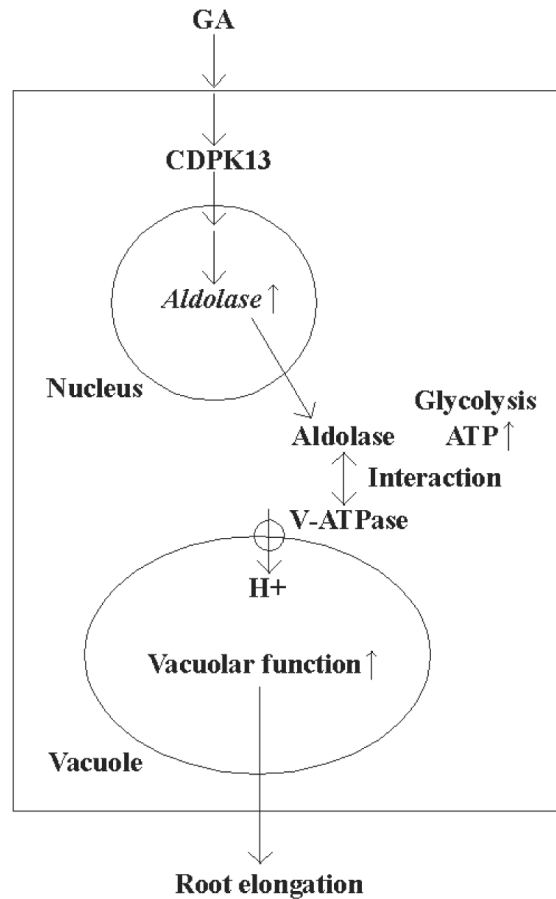 GA
CDPK13
Aldolase ↑
Nucleus
Glycolysis
ATP ↑
Aldolase
Interaction
V-ATPase
H+
Vacuolar function ↑
Vacuole
Root elongation